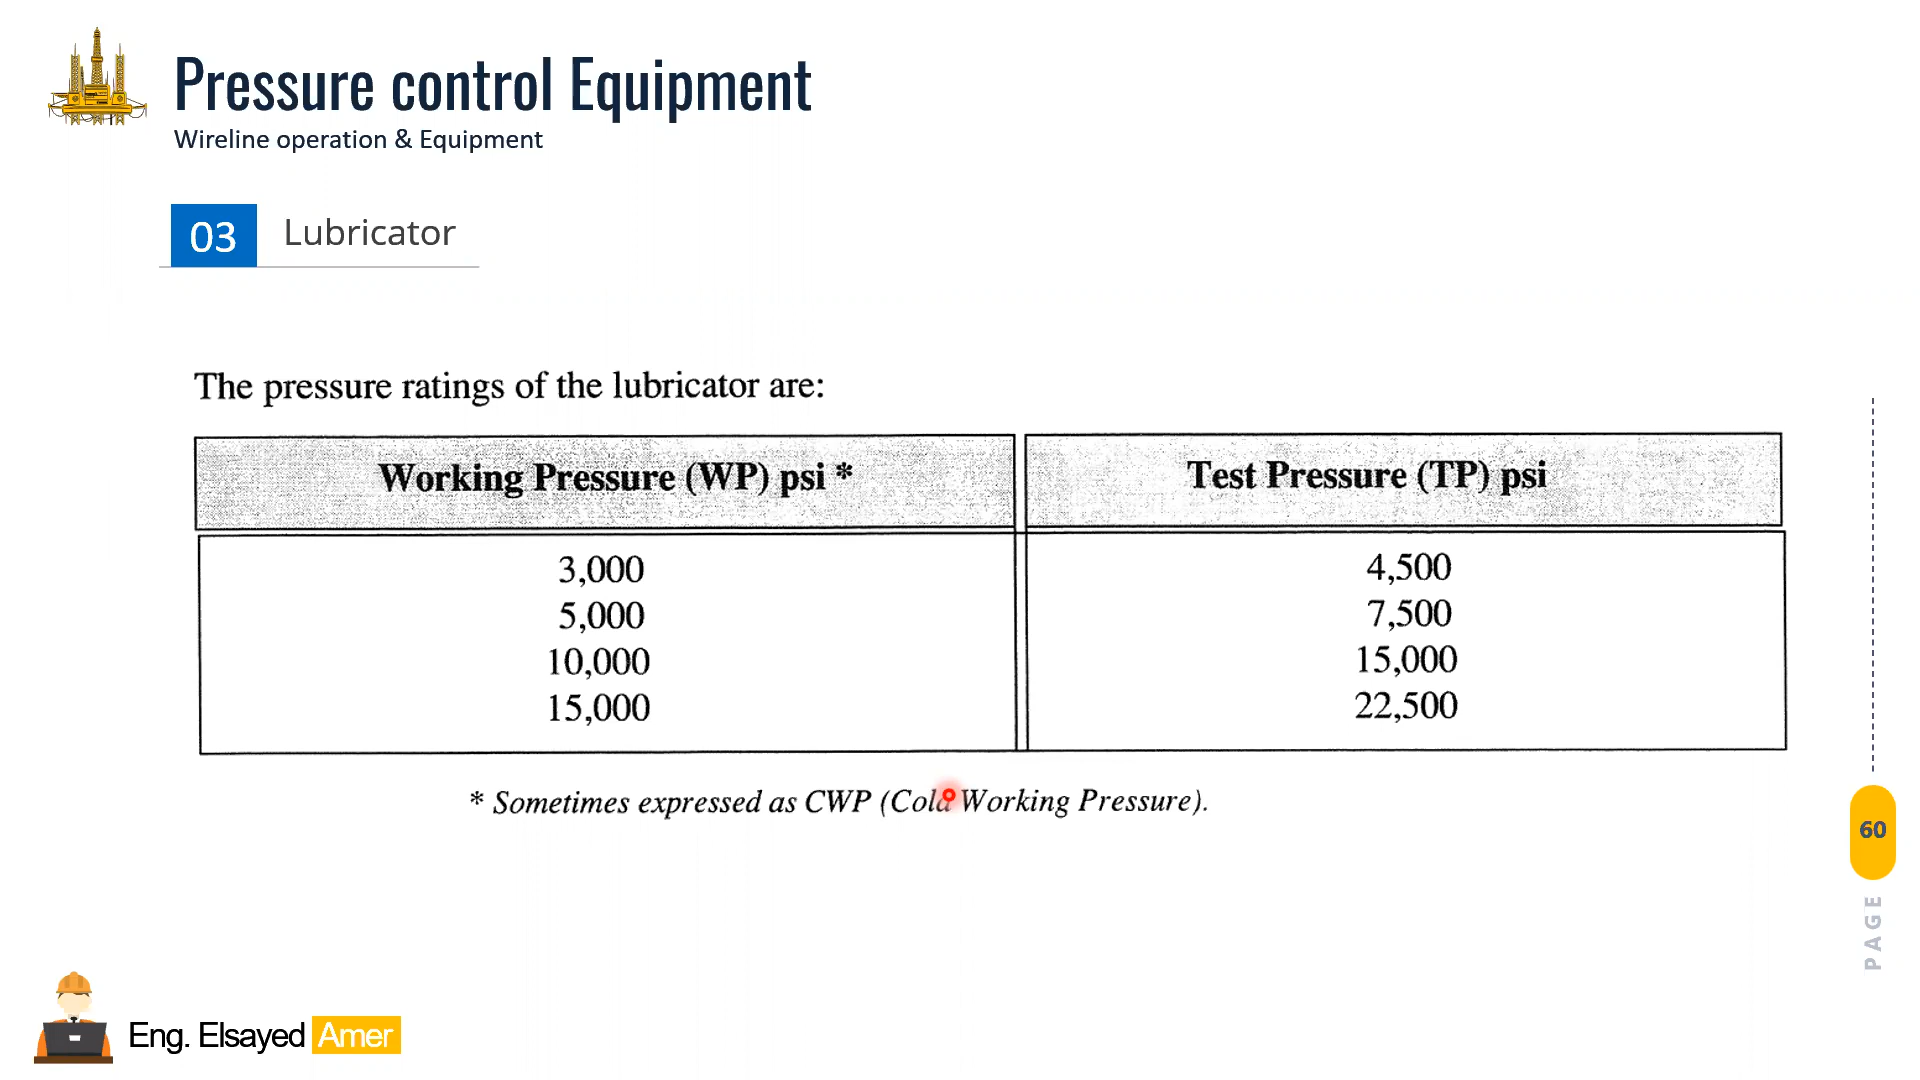 Pressure control Equipment
Wireline operation & Equipment
03 Lubricator
The pressure ratings of the lubricator are:
Working Pressure (WP) psi * Test Pressure (TP) psi
3,000 4,500
5,000 7,500
10,000 15,000
15,000 22,500
* Sometimes expressed as CWP (Cold Working Pressure).
60
PAGE
Eng. Elsayed Amer